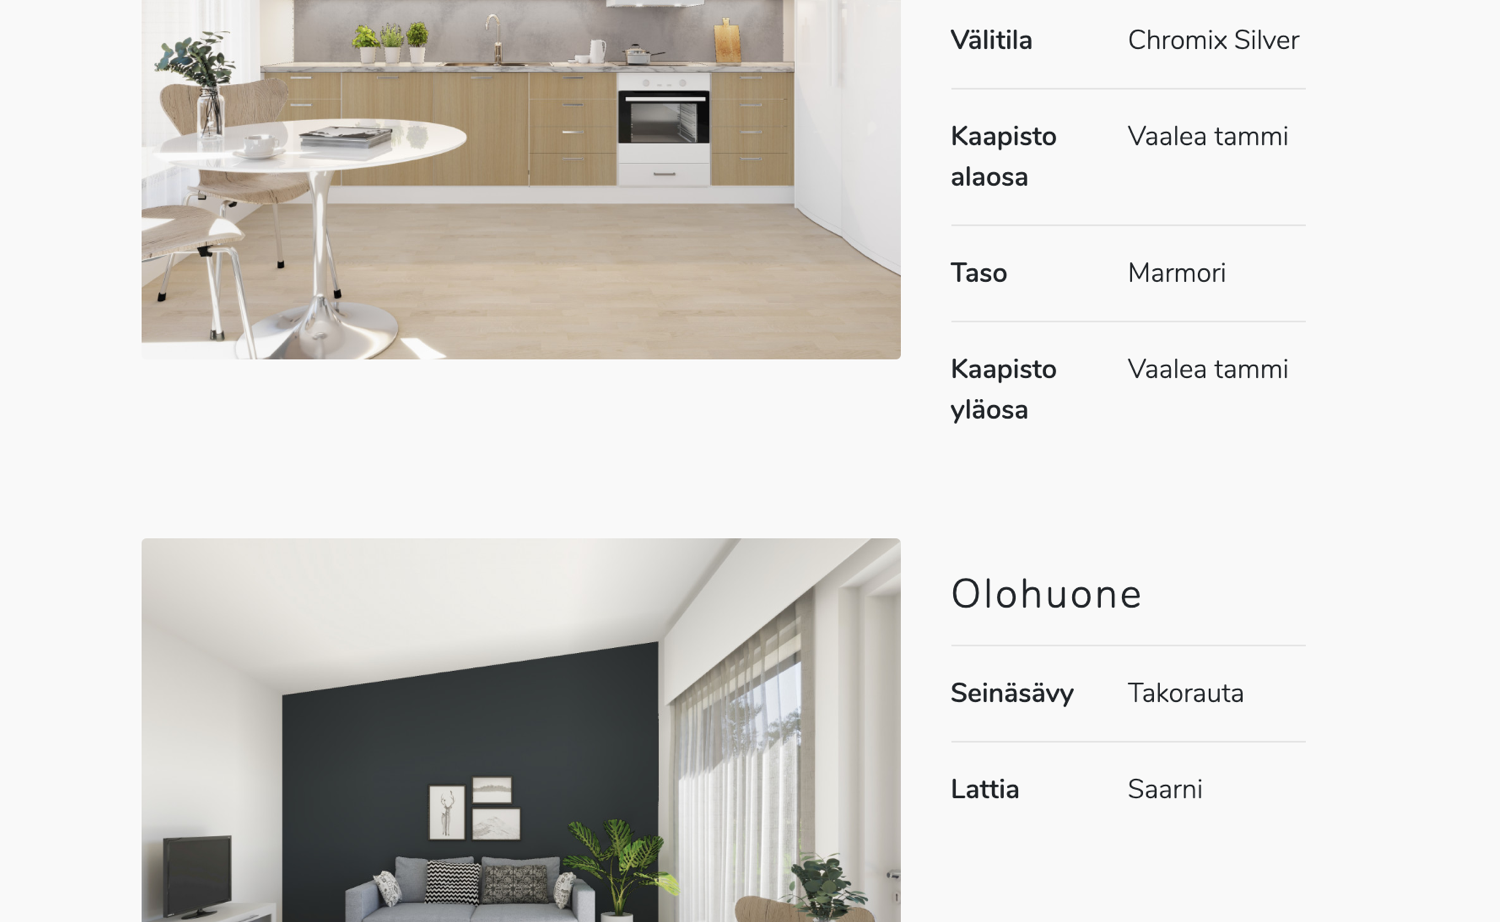 Välitila Chromix Silver
Kaapisto Vaalea tammi
alaosa
Taso Marmori
Kaapisto Vaalea tammi
yläosa
Olohuone
Seinäsävy Takorauta
Lattia Saarni